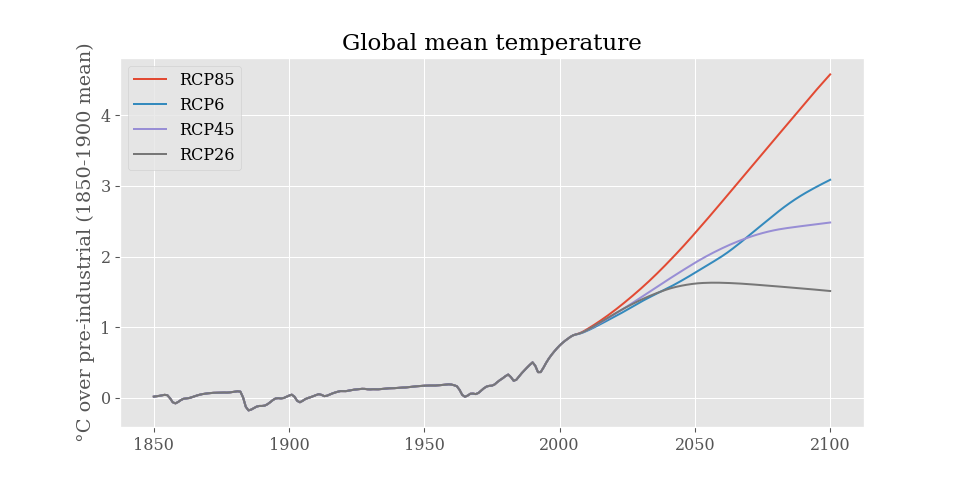 Global mean temperature
°C over pre-industrial (1850-1900 mean)
RCP85
RCP6
RCP45
RCP26
4
3
2
1
0
1850 1900 1950 2000 2050 2100